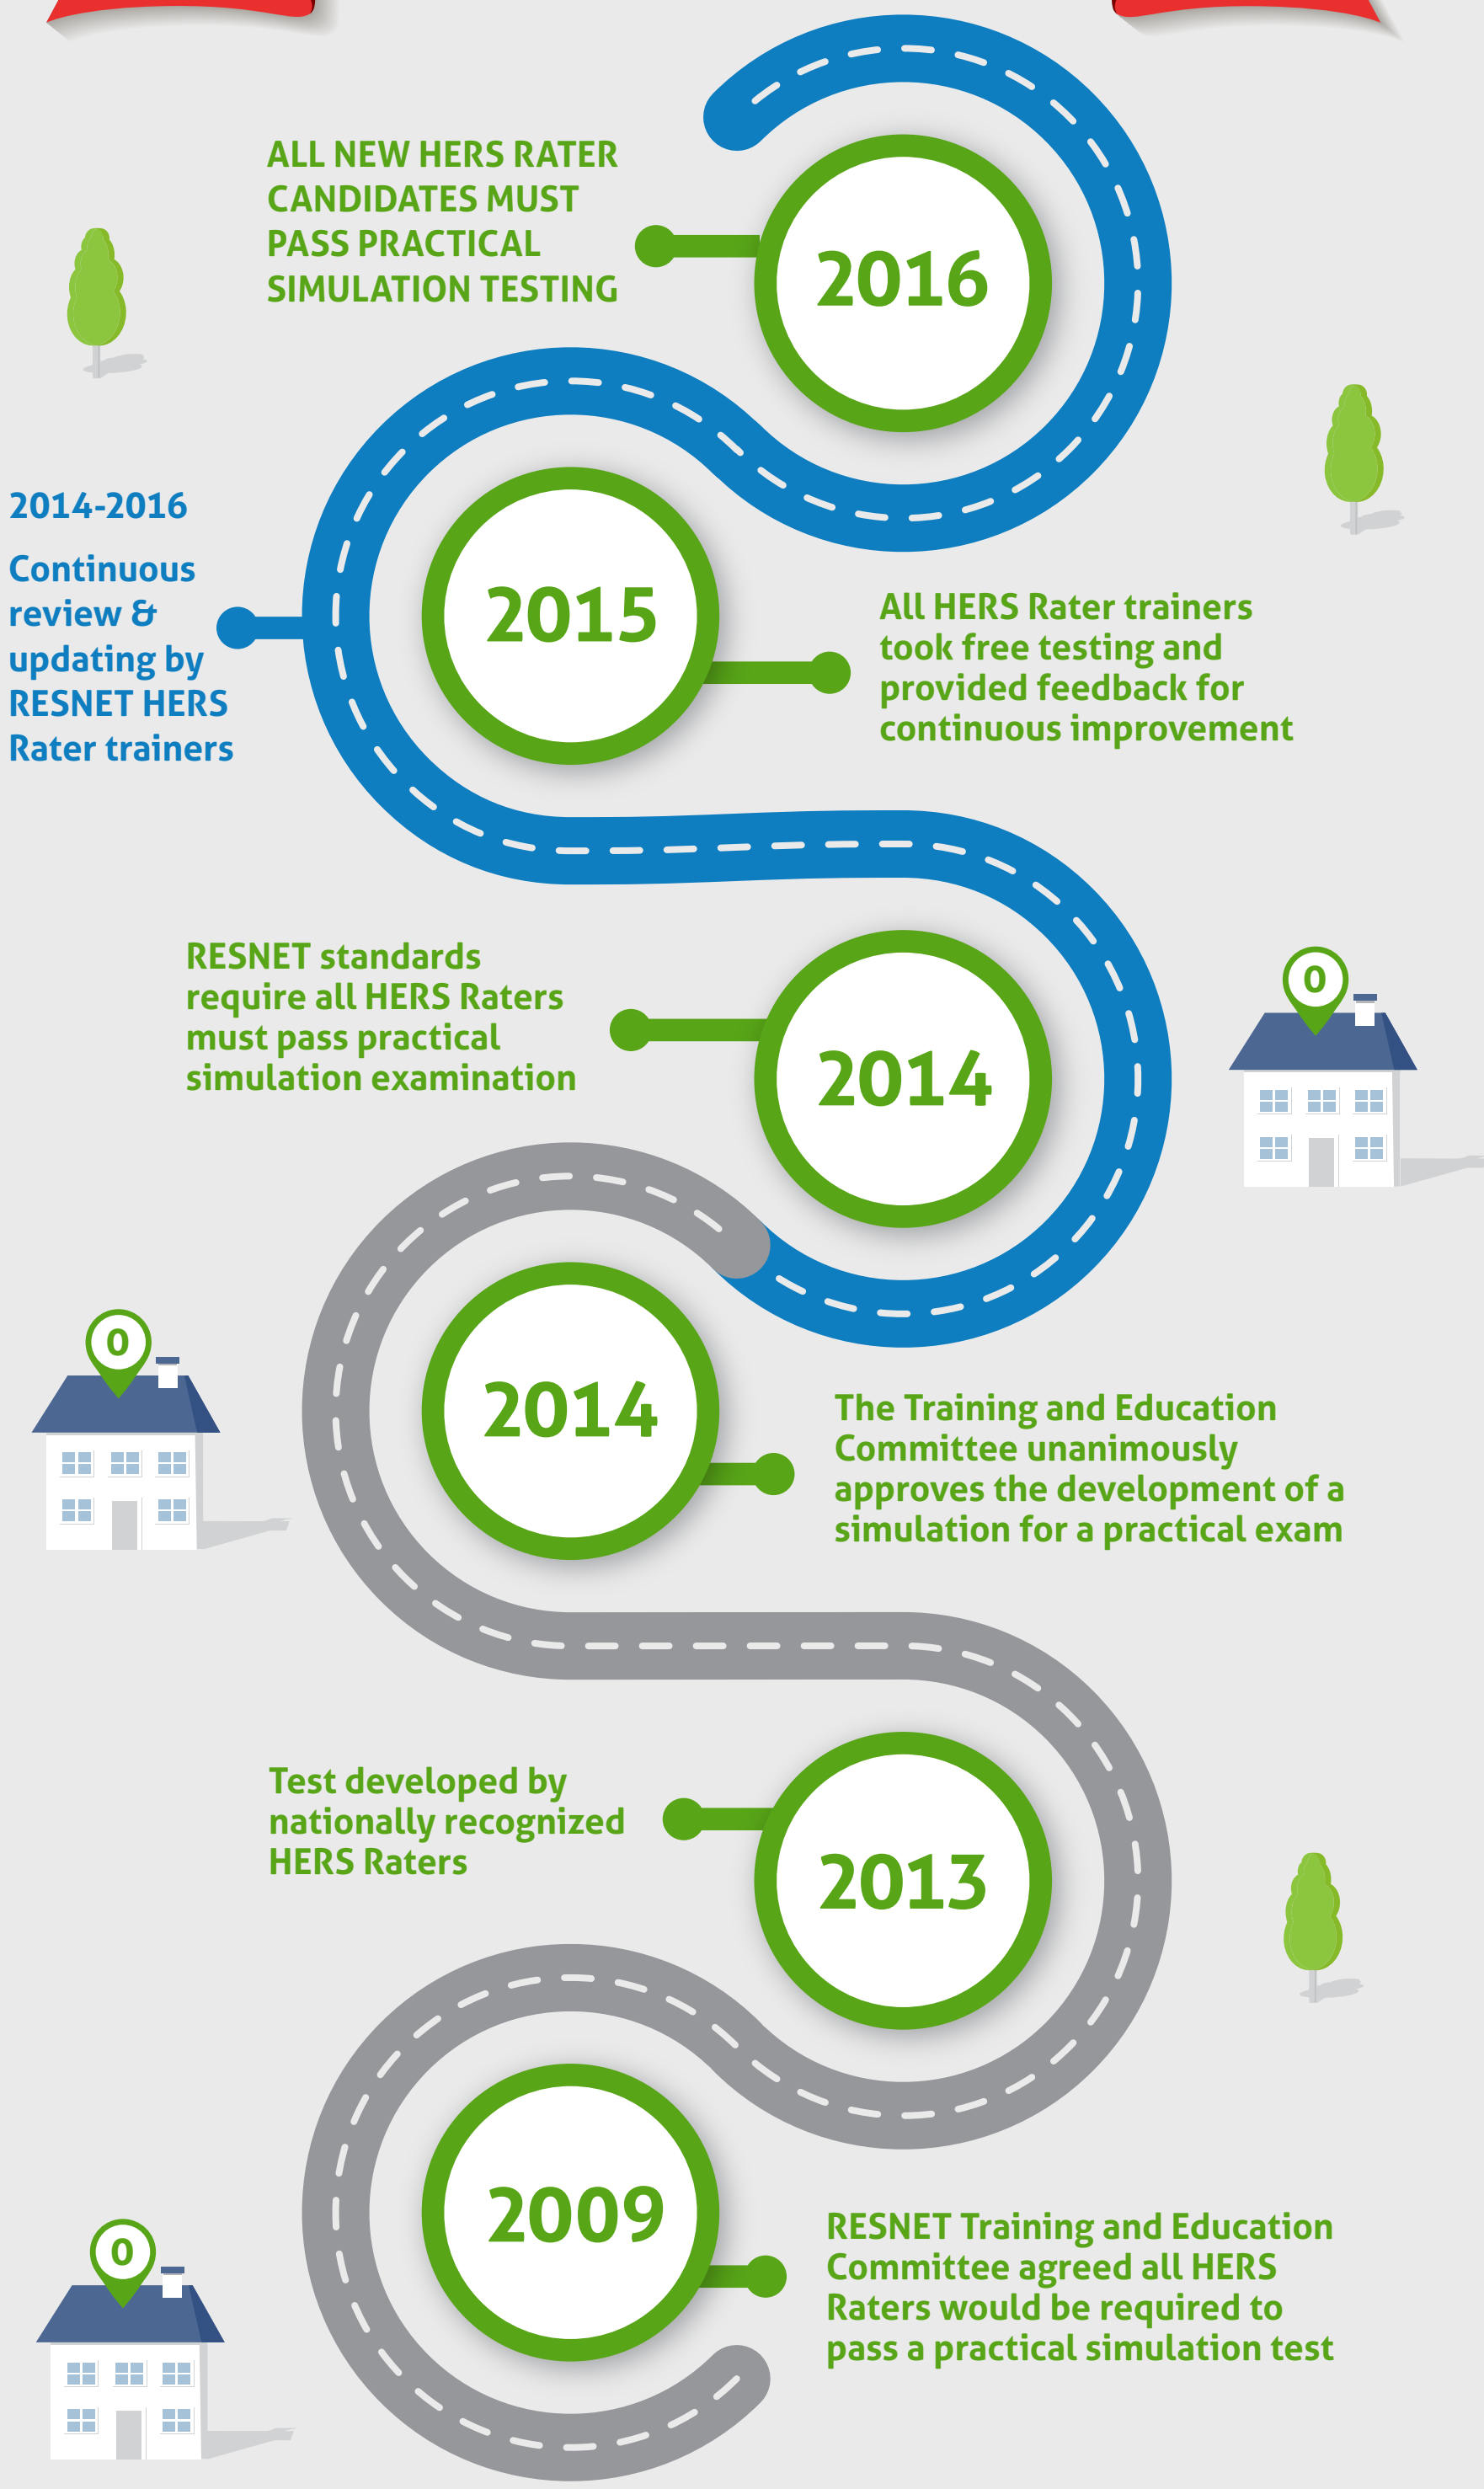 ALL NEW HERS RATER
CANDIDATES MUST
PASS PRACTICAL
SIMULATION TESTING
2016
2014-2016
Continuous
review &
updating by
RESNET HERS
Rater trainers
2015
All HERS Rater trainers
took free testing and
provided feedback for
continuous improvement
RESNET standards
require all HERS Raters
must pass practical
simulation examination
2014
0
0
2014
The Training and Education
Committee unanimously
approves the development of a
simulation for a practical exam
Test developed by
nationally recognized
HERS Raters
2013
2009
RESNET Training and Education
Committee agreed all HERS
Raters would be required to
pass a practical simulation test
0